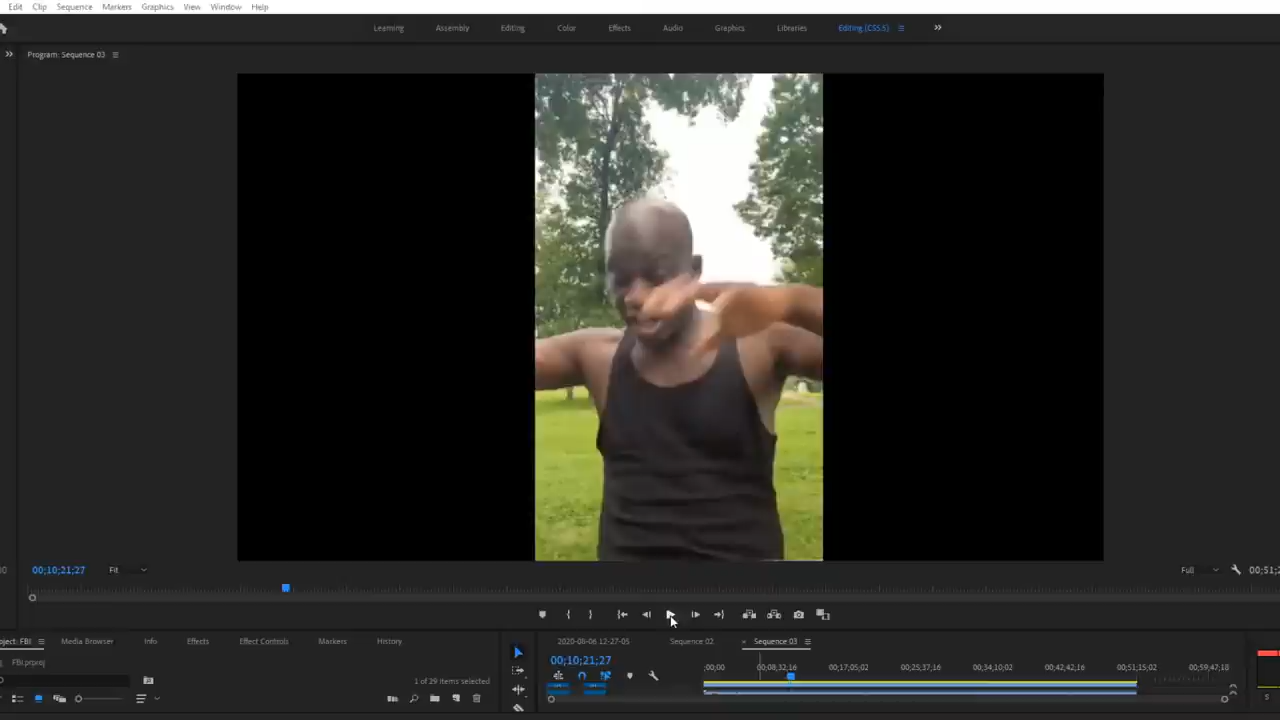 Edit Clip Sequence Markers Graphics View Window Help
Learning Assembly Editing Color Effects Audio Graphics Libraries Editing (CS5.5)
Program: Sequence 03
00;10;21;27 Fit Full
Media Browser Info Effects Effect Controls Markers History
2020-08-06 12-27-05 Sequence 02 Sequence 03
FBI.prproj
00;10;21;27
;00;00 00;08;32;16 00;17;05;02 00;25;37;16 00;34;10;02 00;42;42;16 00;51;15;02 00;59;47;10
1 of 29 items selected